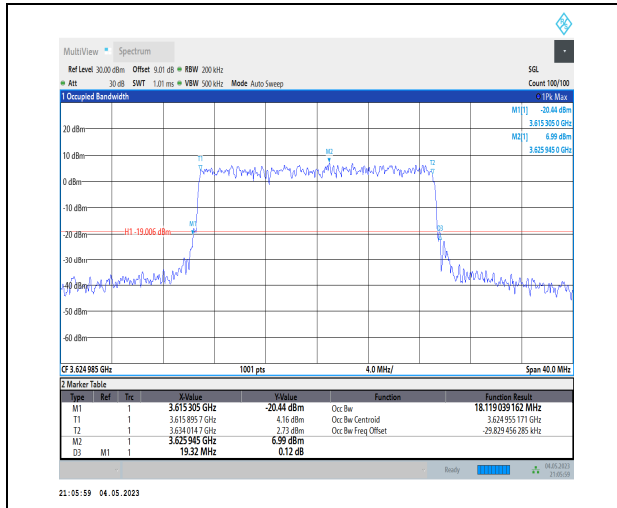 MultiView Spectrum
Ref Level 30.00 dBm Offset 9.01 dB RBW 200 kHz SGL
Att 30 dB SWT 1.01 ms VBW 500 kHz Mode Auto Sweep Count 100/100
1 Occupied Bandwidth 1Pk Max
M1[1] -20.44 dBm
3.615 305 0 GHz
M2[1] 6.99 dBm
3.625 945 0 GHz
20 dBm
10 dBm
T1 M2 T2
0 dBm
-10 dBm
M1 D3
H1 -19.006 dBm
-20 dBm
-30 dBm
-40 dBm
-50 dBm
-60 dBm
CF 3.624 985 GHz 1001 pts 4.0 MHz/ Span 40.0 MHz
2 Marker Table
Type Ref Trc X-Value Y-Value Function Function Result
M1 1 3.615 305 GHz -20.44 dBm Occ Bw 18.119 039 162 MHz
T1 1 3.615 895 7 GHz 4.16 dBm Occ Bw Centroid 3.624 955 171 GHz
T2 1 3.634 014 7 GHz 2.73 dBm Occ Bw Freq Offset -29.829 456 285 kHz
M2 1 3.625 945 GHz 6.99 dBm
D3 M1 1 19.32 MHz 0.12 dB
Ready 04.05.2023
21:05:59
21:05:59 04.05.2023